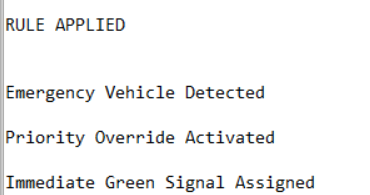 RULE APPLIED
Emergency Vehicle Detected
Priority Override Activated
Immediate Green Signal Assigned